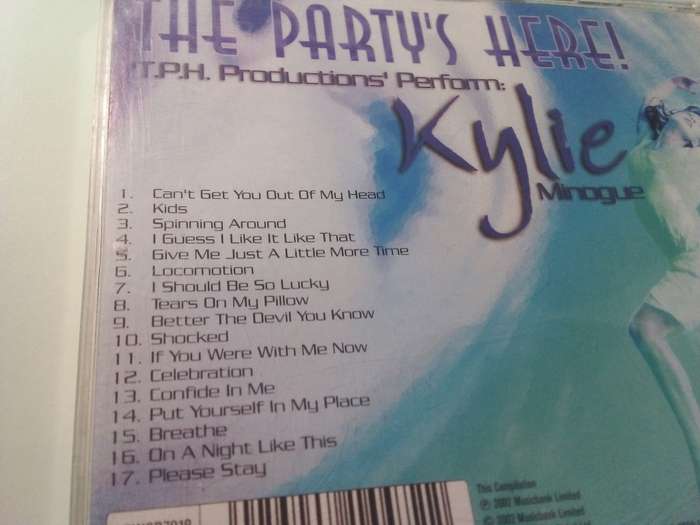 THE PARTY'S HERE!
'T.P.H. Productions' Perform:
Kylie
Minogue
1. Can't Get You Out Of My Head
2. Kids
3. Spinning Around
4. I Guess I Like It Like That
5. Give Me Just A Little More Time
6. Locomotion
7. I Should Be So Lucky
8. Tears On My Pillow
9. Better The Devil You Know
10. Shocked
11. If You Were With Me Now
12. Celebration
13. Confide In Me
14. Put Yourself In My Place
15. Breathe
16. On A Night Like This
17. Please Stay
This Compilation
℗ 2002 Musicbank Limited
© 2002 Musicbank Limited